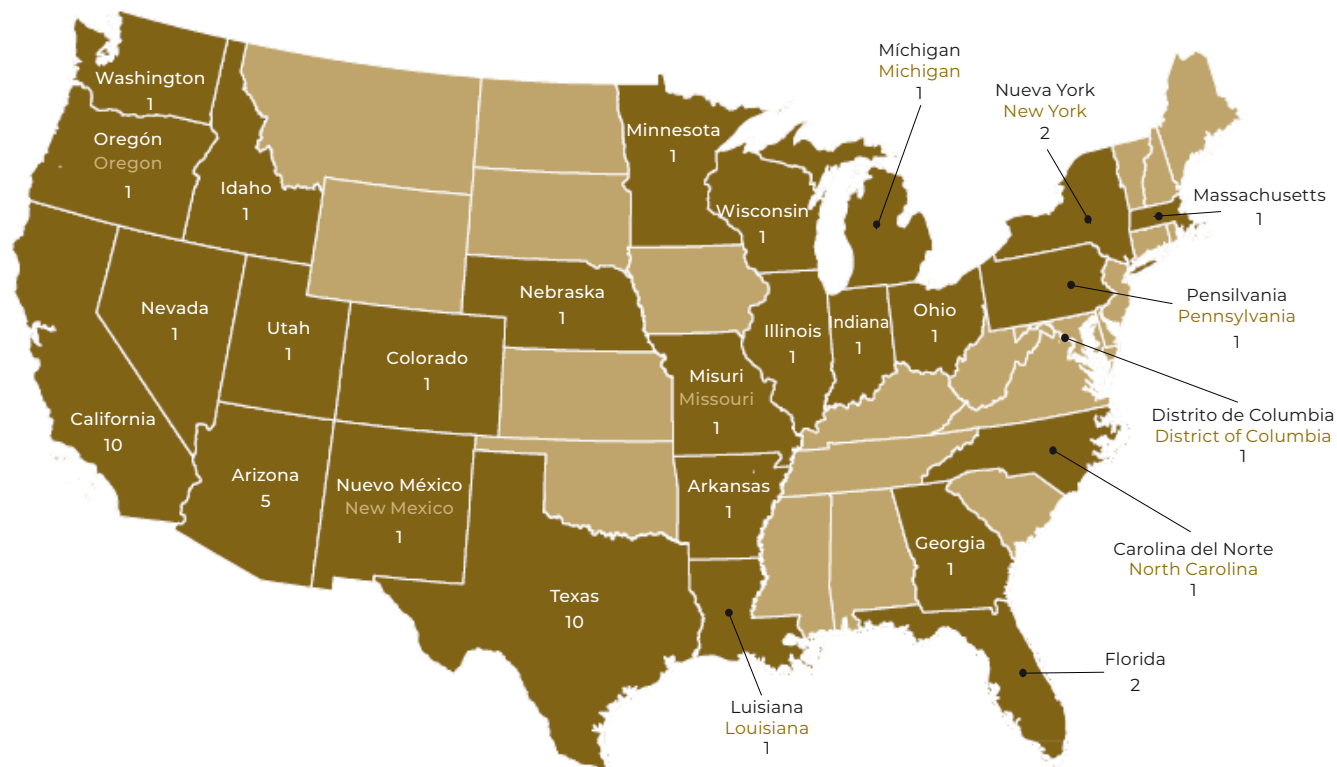 Washington
1
Oregón
Oregon
1
Idaho
1
Nevada
1
Utah
1
Colorado
1
California
10
Arizona
5
Nuevo México
New Mexico
1
Texas
10
Nebraska
1
Minnesota
1
Wisconsin
1
Illinois
1
Indiana
1
Ohio
1
Misuri
Missouri
1
Arkansas
1
Luisiana
Louisiana
1
Georgia
1
Míchigan
Michigan
1
Nueva York
New York
2
Massachusetts
1
Pensilvania
Pennsylvania
1
Distrito de Columbia
District of Columbia
1
Carolina del Norte
North Carolina
1
Florida
2